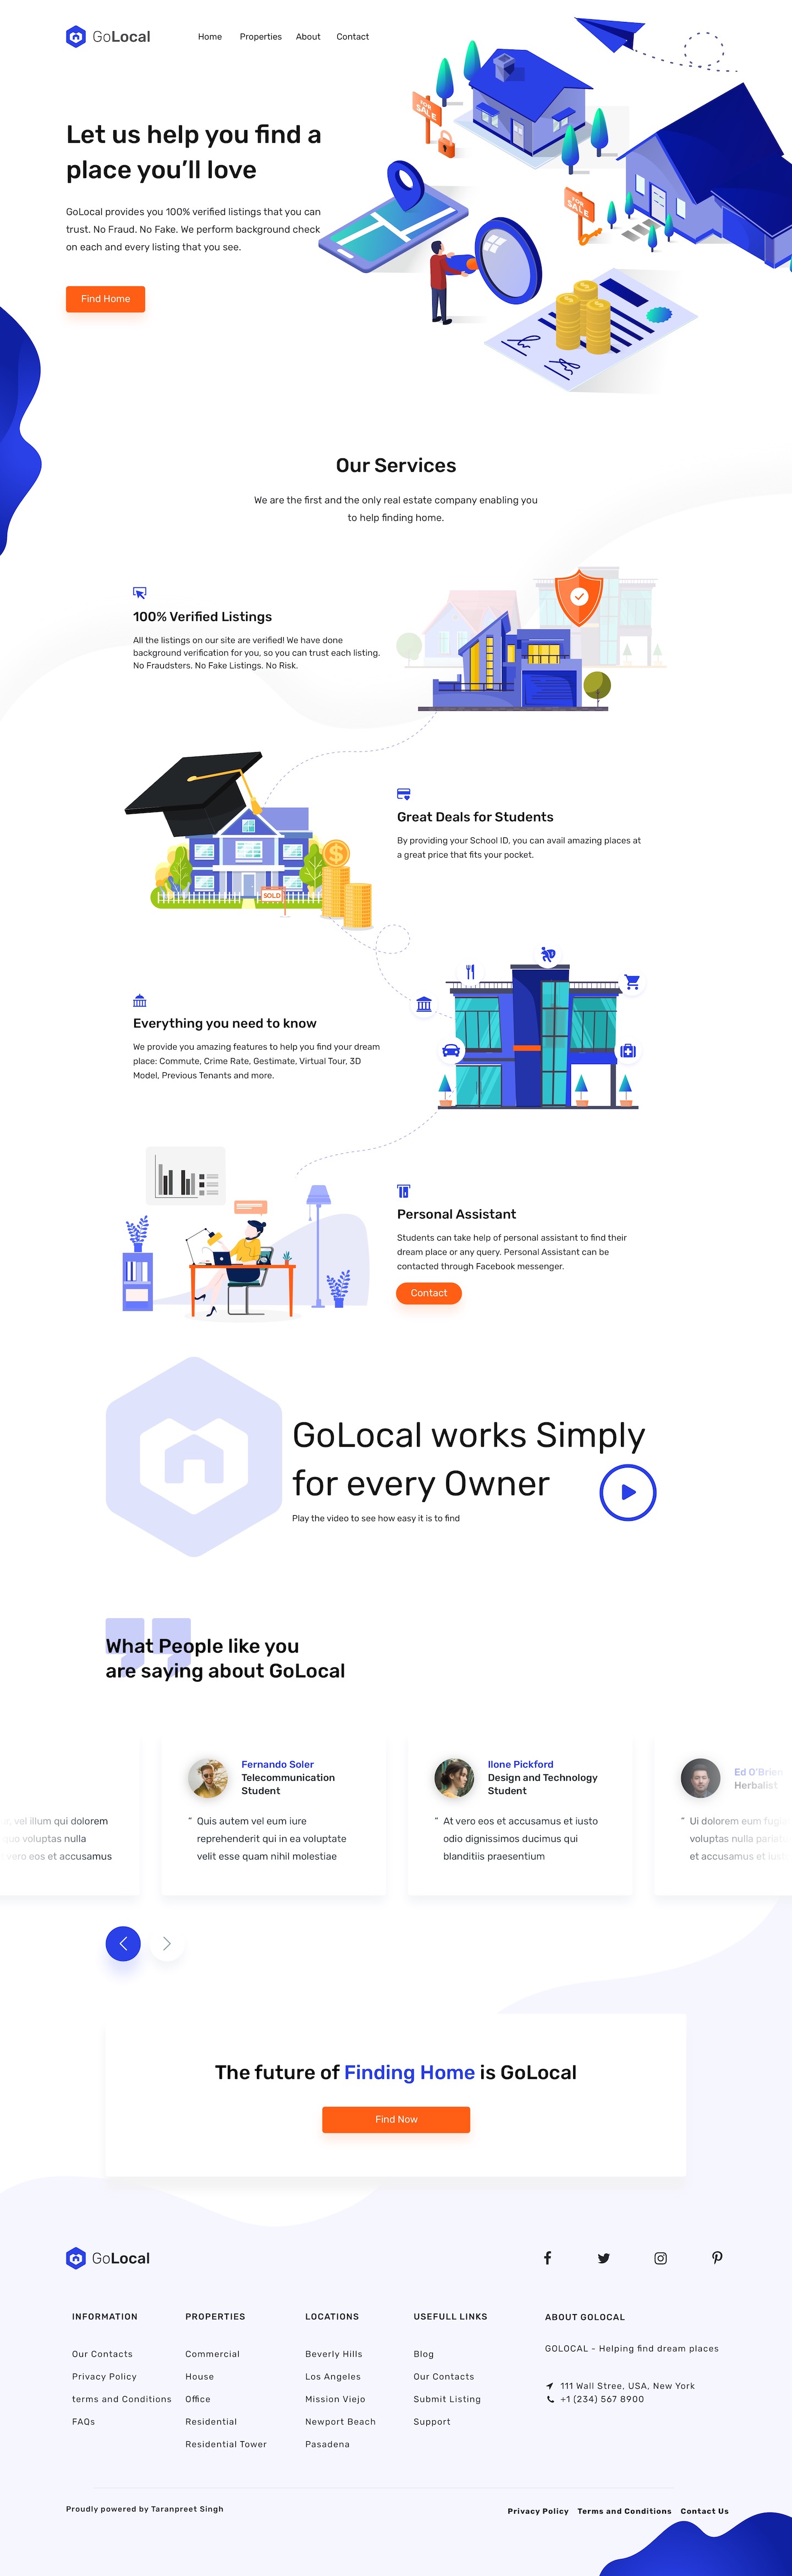 GoLocal
Home Properties About Contact
FOR SALE
Let us help you find a
place you’ll love
GoLocal provides you 100% verified listings that you can
trust. No Fraud. No Fake. We perform background check
on each and every listing that you see.
FOR SALE
Find Home
Our Services
We are the first and the only real estate company enabling you
to help finding home.
100% Verified Listings
All the listings on our site are verified! We have done
background verification for you, so you can trust each listing.
No Fraudsters. No Fake Listings. No Risk.
Great Deals for Students
By providing your School ID, you can avail amazing places at
a great price that fits your pocket.
SOLD
Everything you need to know
We provide you amazing features to help you find your dream
place: Commute, Crime Rate, Gestimate, Virtual Tour, 3D
Model, Previous Tenants and more.
Personal Assistant
Students can take help of personal assistant to find their
dream place or any query. Personal Assistant can be
contacted through Facebook messenger.
Contact
GoLocal works Simply
for every Owner
Play the video to see how easy it is to find
What People like you
are saying about GoLocal
vel illum qui dolorem
quo voluptas nulla
vero eos et accusamus
Fernando Soler
Telecommunication
Student
" Quis autem vel eum iure
reprehenderit qui in ea voluptate
velit esse quam nihil molestiae
Ilone Pickford
Design and Technology
Student
" At vero eos et accusamus et iusto
odio dignissimos ducimus qui
blanditiis praesentium
Ed O’Brien
Herbalist
" Ui dolorem eum
voluptas nulla
et accusamus et
The future of Finding Home is GoLocal
Find Now
GoLocal
INFORMATION
Our Contacts
Privacy Policy
terms and Conditions
FAQs
PROPERTIES
Commercial
House
Office
Residential
Residential Tower
LOCATIONS
Beverly Hills
Los Angeles
Mission Viejo
Newport Beach
Pasadena
USEFULL LINKS
Blog
Our Contacts
Submit Listing
Support
ABOUT GOLOCAL
GOLOCAL - Helping find dream places
111 Wall Stree, USA, New York
+1 (234) 567 8900
Proudly powered by Taranpreet Singh
Privacy Policy Terms and Conditions Contact Us